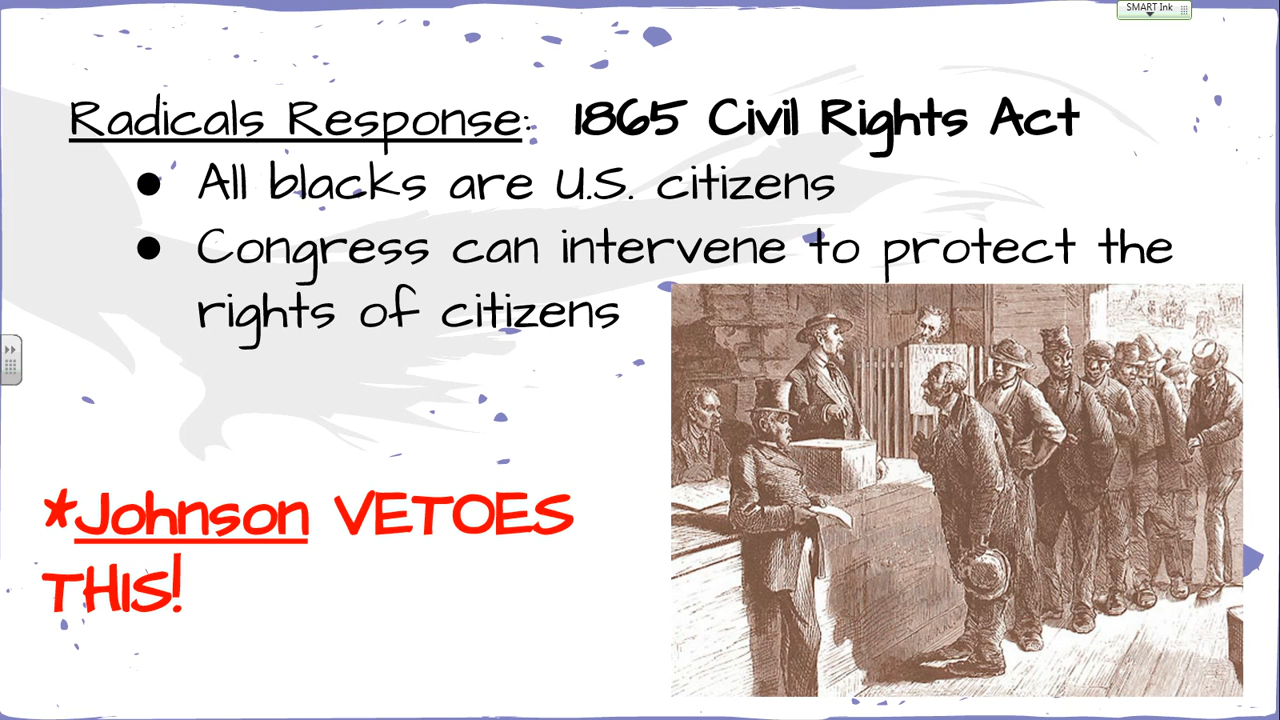 SMART Ink
Radicals Response: 1865 Civil Rights Act
● All blacks are U.S. citizens
● Congress can intervene to protect the
rights of citizens
VOTERS
*Johnson VETOES
THIS!